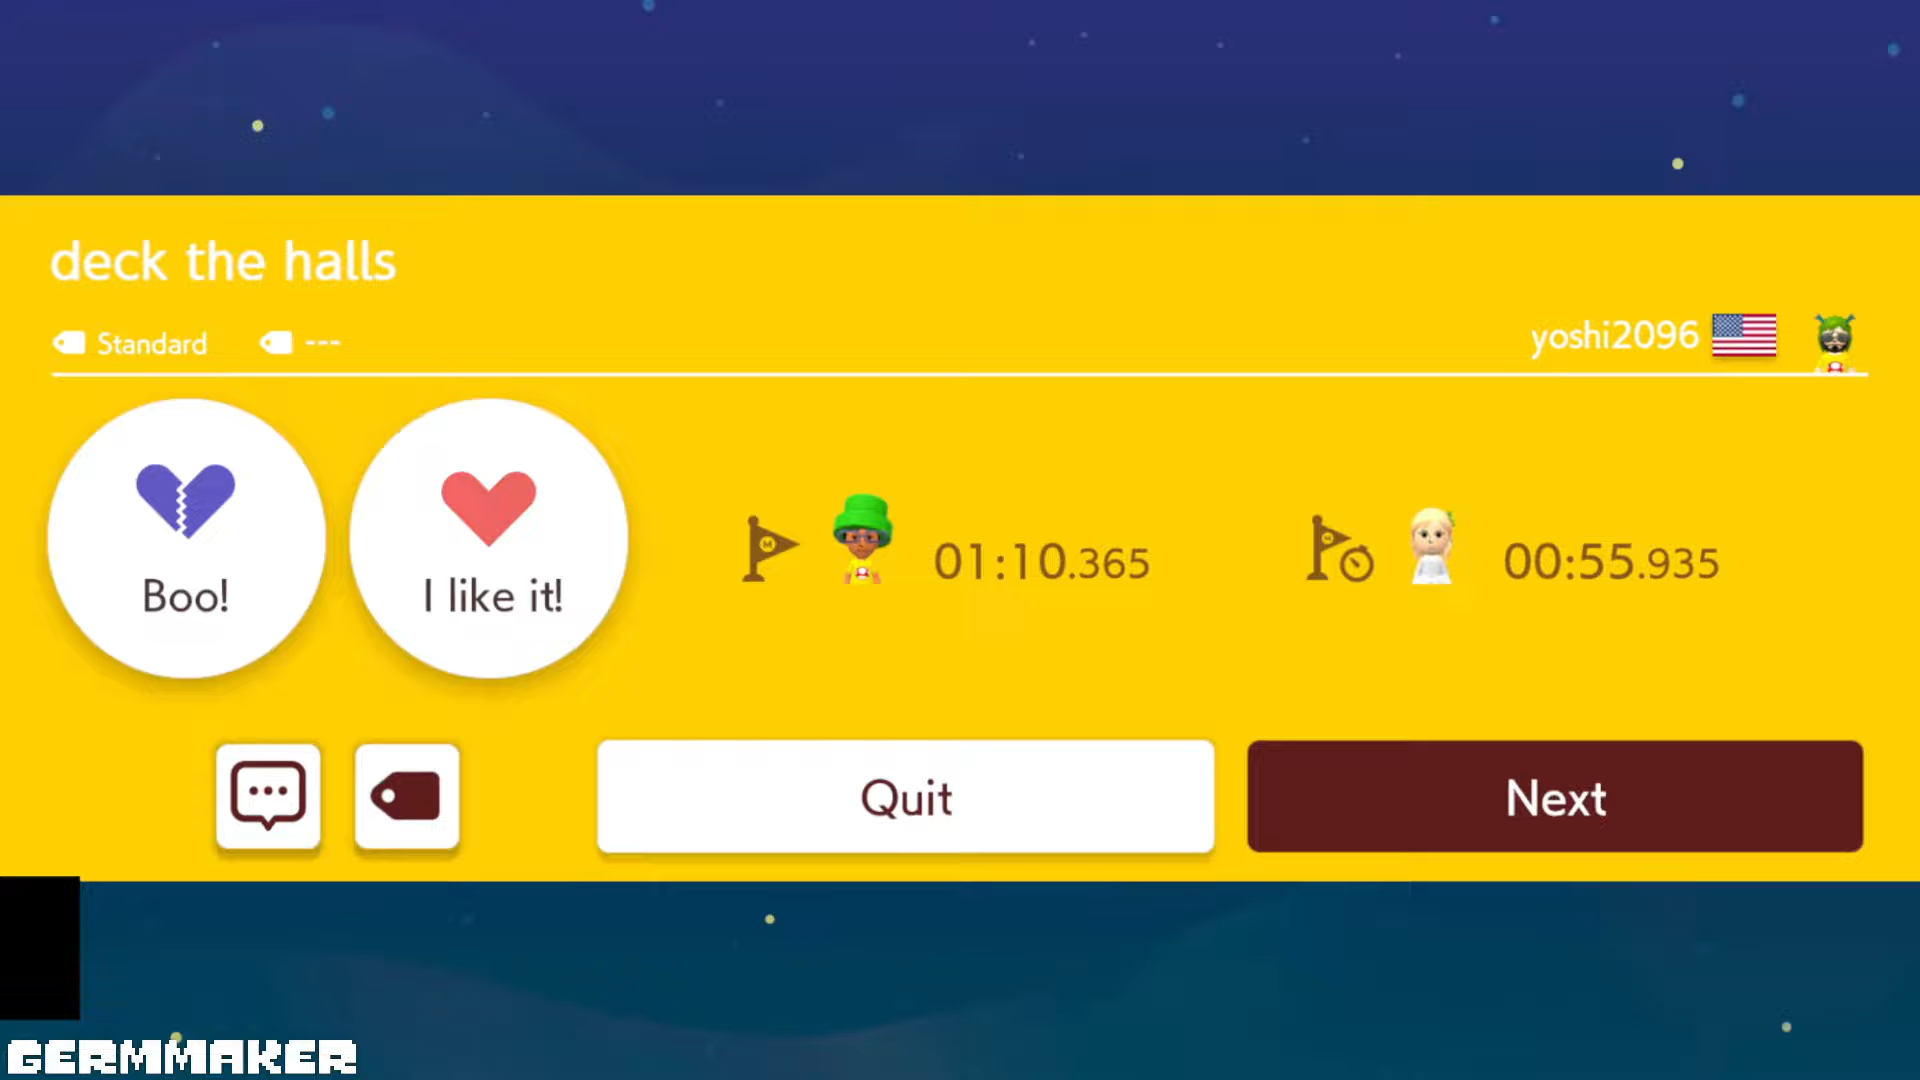 deck the halls
Standard ---
yoshi2096
Boo!
I like it!
M
01:10.365
M
00:55.935
Quit
Next
GERMMAKER